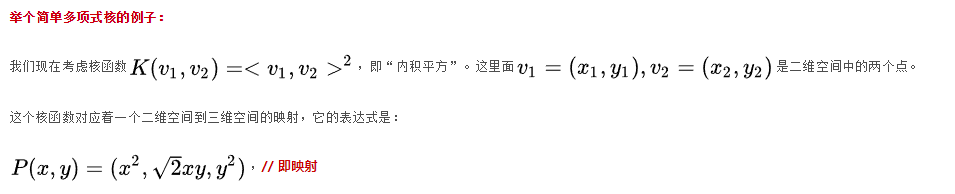 举个简单多项式核的例子：
我们现在考虑核函数 K(v₁,v₂) =< v₁,v₂ >²，即“内积平方”。这里面 v₁ = (x₁,y₁), v₂ = (x₂,y₂) 是二维空间中的两个点。
这个核函数对应着一个二维空间到三维空间的映射，它的表达式是：
P(x,y) = (x²,√2xy,y²)，// 即映射